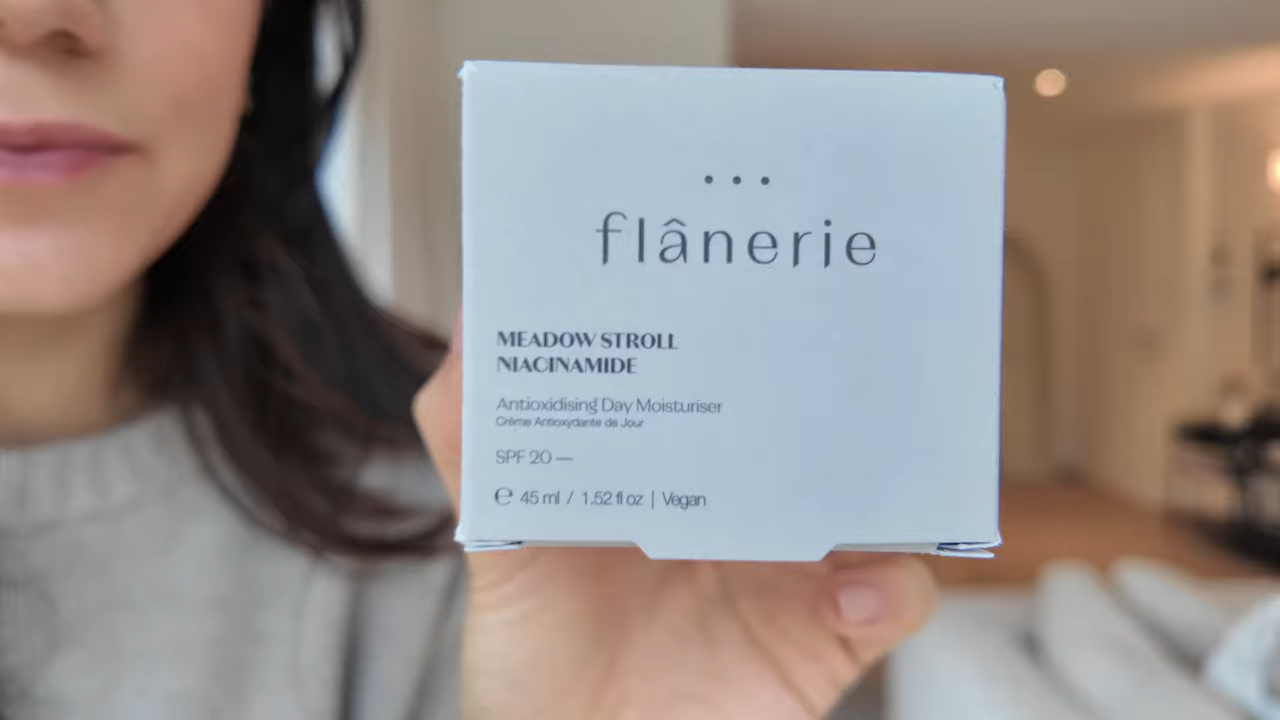 flânerie
MEADOW STROLL
NIACINAMIDE
Antioxidising Day Moisturiser
Crème Antioxydante de Jour
SPF 20 —
℮ 45 ml / 1.52 fl oz | Vegan